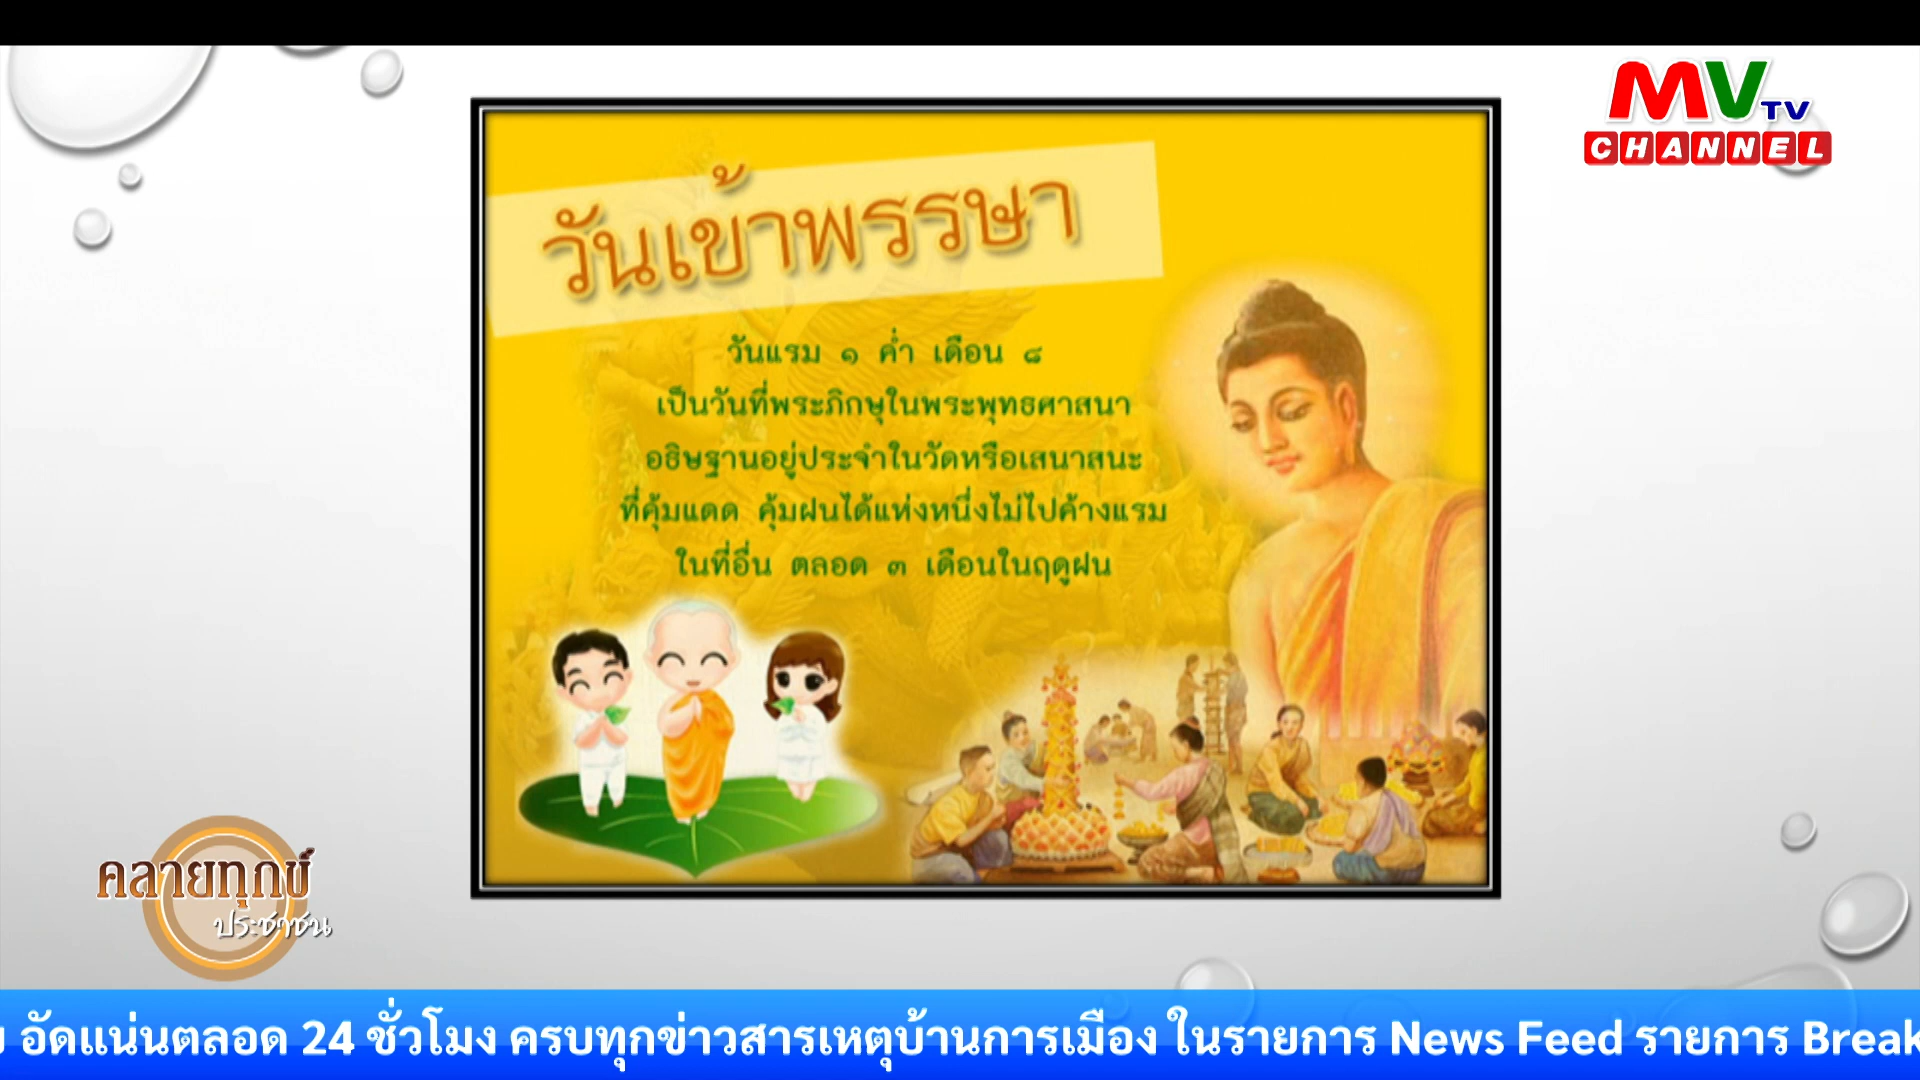 MV TV
CHANNEL
วันเข้าพรรษา
วันแรม ๑ ค่ำ เดือน ๘
เป็นวันที่พระภิกษุในพระพุทธศาสนา
อธิษฐานอยู่ประจำในวัดหรือเสนาสนะ
ที่คุ้มแดด คุ้มฝนได้แห่งหนึ่งไม่ไปค้างแรม
ในที่อื่น ตลอด ๓ เดือนในฤดูฝน
คลายทุกข์
ประชาชน
อัดแน่นตลอด 24 ชั่วโมง ครบทุกข่าวสารเหตุบ้านการเมือง ในรายการ News Feed รายการ Break